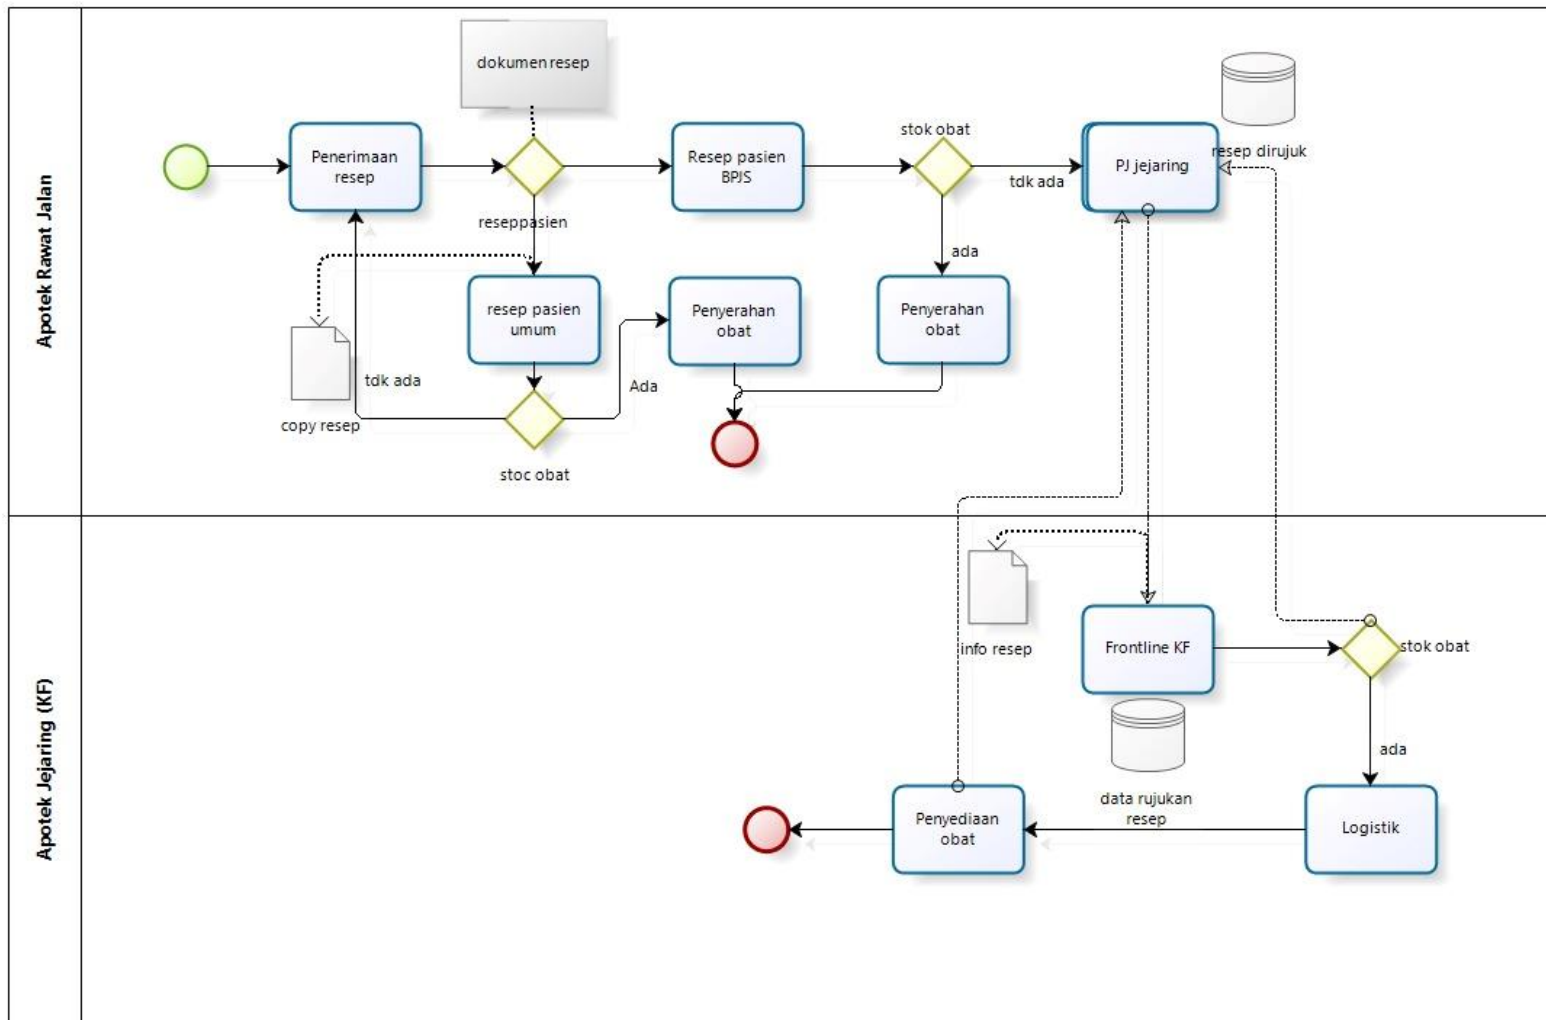 Apotek Rawat Jalan
dokumen resep
Penerimaan
resep
Resep pasien
BPJS
stok obat
tdk ada
PJ jejaring
resep dirujuk
reseppasien
ada
resep pasien
umum
Penyerahan
obat
Penyerahan
obat
tdk ada
Ada
copy resep
stoc obat
Apotek Jejaring (KF)
info resep
Frontline KF
stok obat
ada
data rujukan
resep
Penyediaan
obat
Logistik